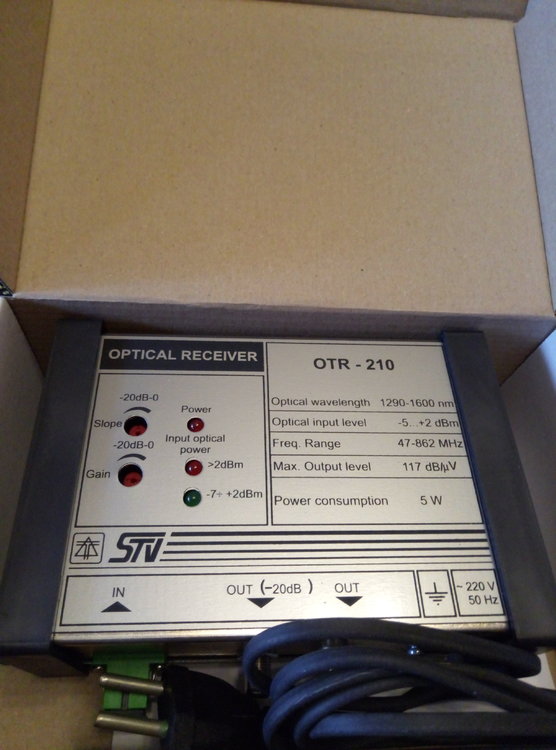 OPTICAL RECEIVER
-20dB-0
Slope
Power
-20dB-0
Input optical
power
Gain
>2dBm
-7÷ +2dBm
OTR - 210
Optical wavelength 1290-1600 nm
Optical input level -5...+2 dBm
Freq. Range 47-862 MHz
Max. Output level 117 dB/µV
Power consumption 5 W
STV
IN
OUT (-20dB)
OUT
~ 220 V
50 Hz